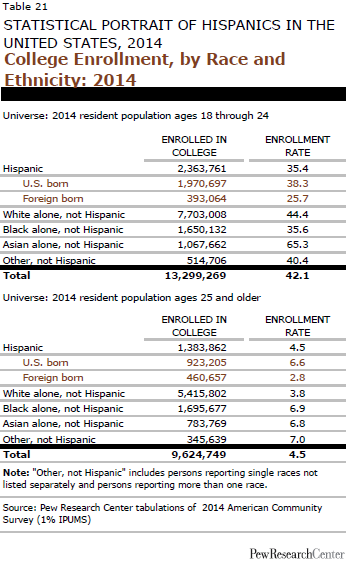 Table 21
STATISTICAL PORTRAIT OF HISPANICS IN THE
UNITED STATES, 2014
College Enrollment, by Race and
Ethnicity: 2014
Universe: 2014 resident population ages 18 through 24
ENROLLED IN COLLEGE ENROLLMENT RATE
Hispanic 2,363,761 35.4
U.S. born 1,970,697 38.3
Foreign born 393,064 25.7
White alone, not Hispanic 7,703,008 44.4
Black alone, not Hispanic 1,650,132 35.6
Asian alone, not Hispanic 1,067,662 65.3
Other, not Hispanic 514,706 40.4
Total 13,299,269 42.1
Universe: 2014 resident population ages 25 and older
ENROLLED IN COLLEGE ENROLLMENT RATE
Hispanic 1,383,862 4.5
U.S. born 923,205 6.6
Foreign born 460,657 2.8
White alone, not Hispanic 5,415,802 3.8
Black alone, not Hispanic 1,695,677 6.9
Asian alone, not Hispanic 783,769 6.8
Other, not Hispanic 345,639 7.0
Total 9,624,749 4.5
Note: "Other, not Hispanic" includes persons reporting single races not
listed separately and persons reporting more than one race.
Source: Pew Research Center tabulations of 2014 American Community
Survey (1% IPUMS)
PewResearchCenter